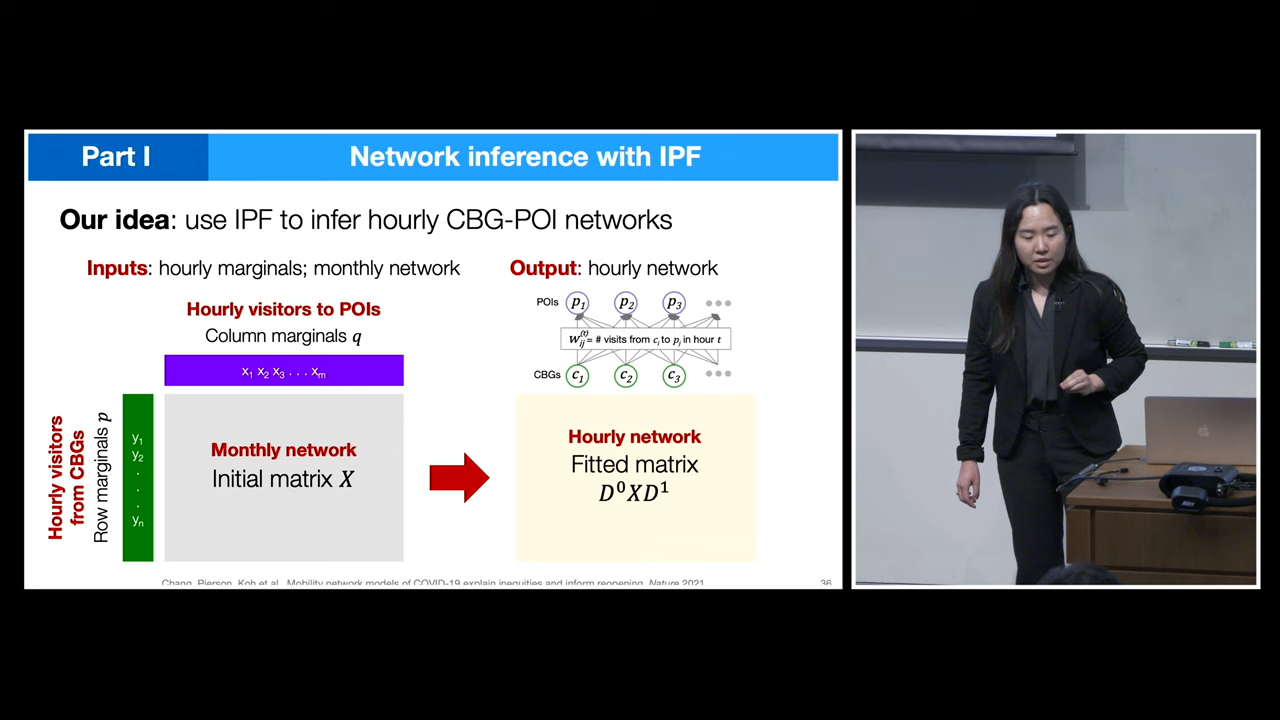 Part I
Network inference with IPF
Our idea: use IPF to infer hourly CBG-POI networks
Inputs: hourly marginals; monthly network
Output: hourly network
Hourly visitors to POIs
Column marginals q
x1 x2 x3 . . . xm
Hourly visitors
from CBGs
Row marginals p
y1
y2
.
.
.
yn
Monthly network
Initial matrix X
POIs
p1
p2
p3
Wij(t) = # visits from ci to pj in hour t
CBGs
c1
c2
c3
Hourly network
Fitted matrix
D⁰XD¹
Chang, Pierson, Koh et al., Mobility network models of COVID-19 explain inequities and inform reopening. Nature 2021.
36